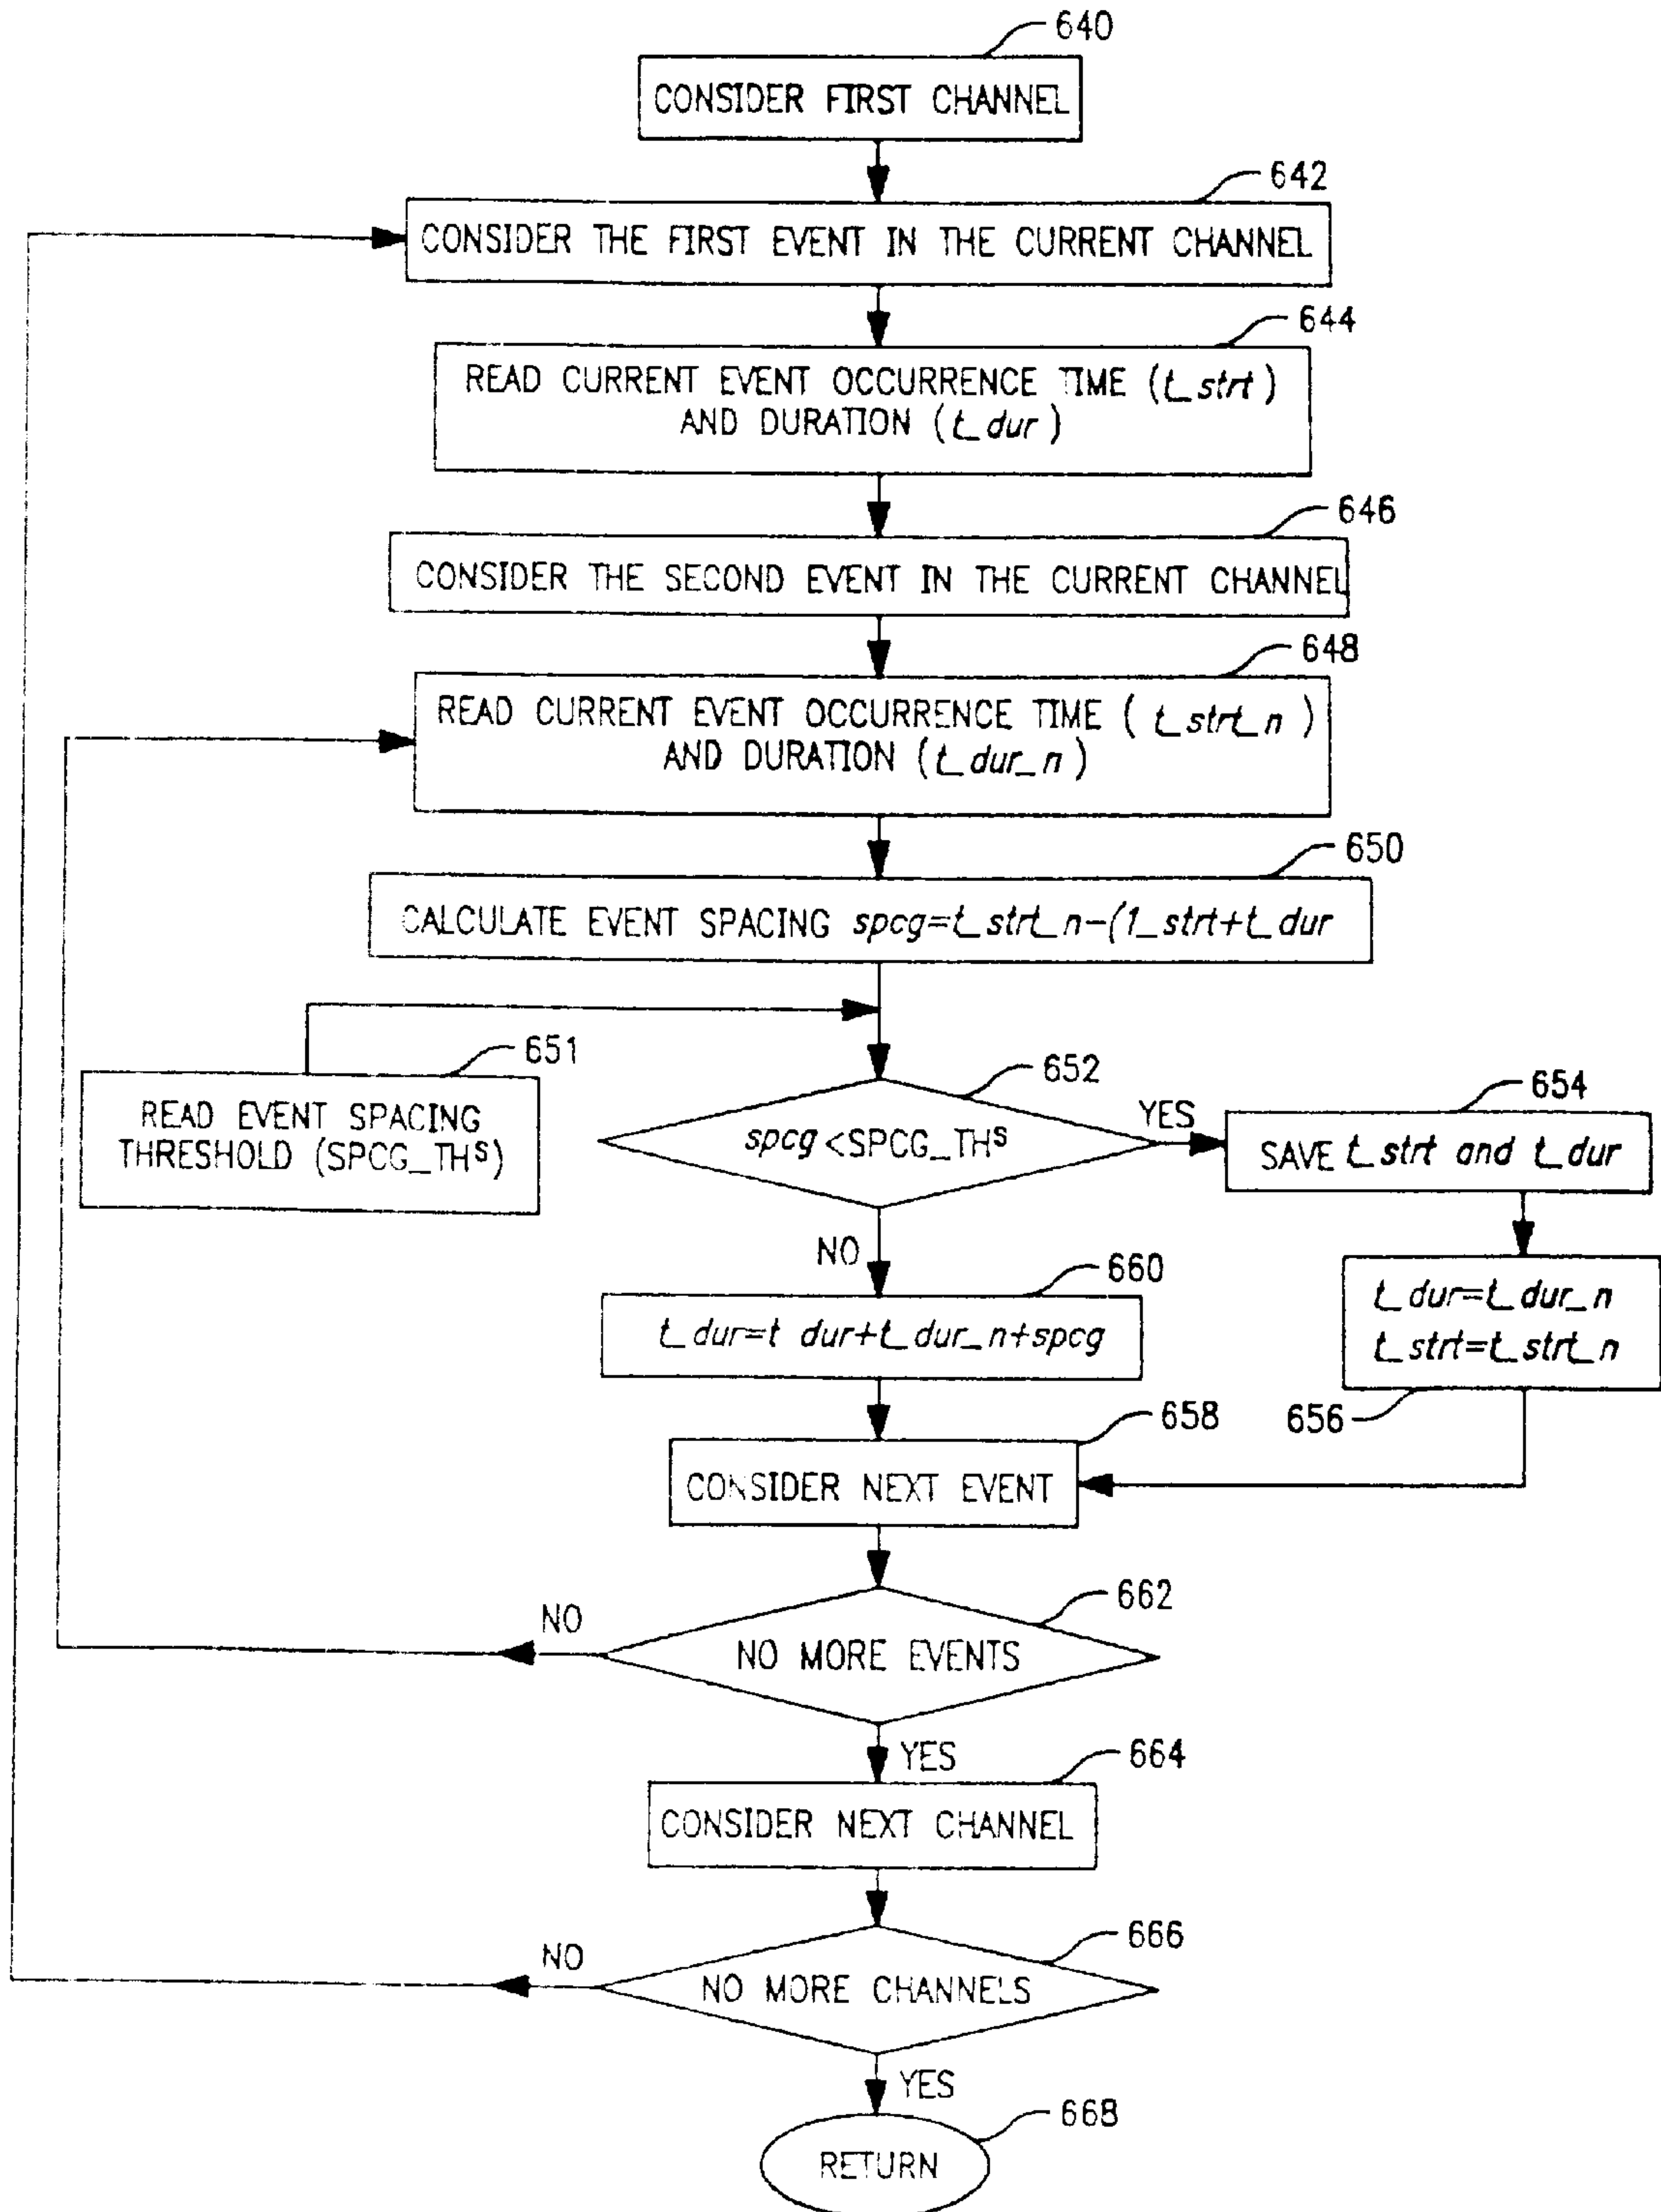 640
CONSIDER FIRST CHANNEL
642
CONSIDER THE FIRST EVENT IN THE CURRENT CHANNEL
644
READ CURRENT EVENT OCCURRENCE TIME (t_strt)
AND DURATION (t_dur)
646
CONSIDER THE SECOND EVENT IN THE CURRENT CHANNEL
648
READ CURRENT EVENT OCCURRENCE TIME ( t_strt_n )
AND DURATION (t_dur_n)
650
CALCULATE EVENT SPACING spcg=t_strt_n-(1_strt+t_dur
651
READ EVENT SPACING
THRESHOLD (SPCG_THˢ)
652
spcg<SPCG_THˢ
YES
654
SAVE t_strt and t_dur
NO
660
t_dur=t dur+t_dur_n+spcg
t_dur=t_dur_n
t_strt=t_strt_n
656
658
CONSIDER NEXT EVENT
662
NO
NO MORE EVENTS
YES
664
CONSIDER NEXT CHANNEL
666
NO
NO MORE CHANNELS
YES
668
RETURN